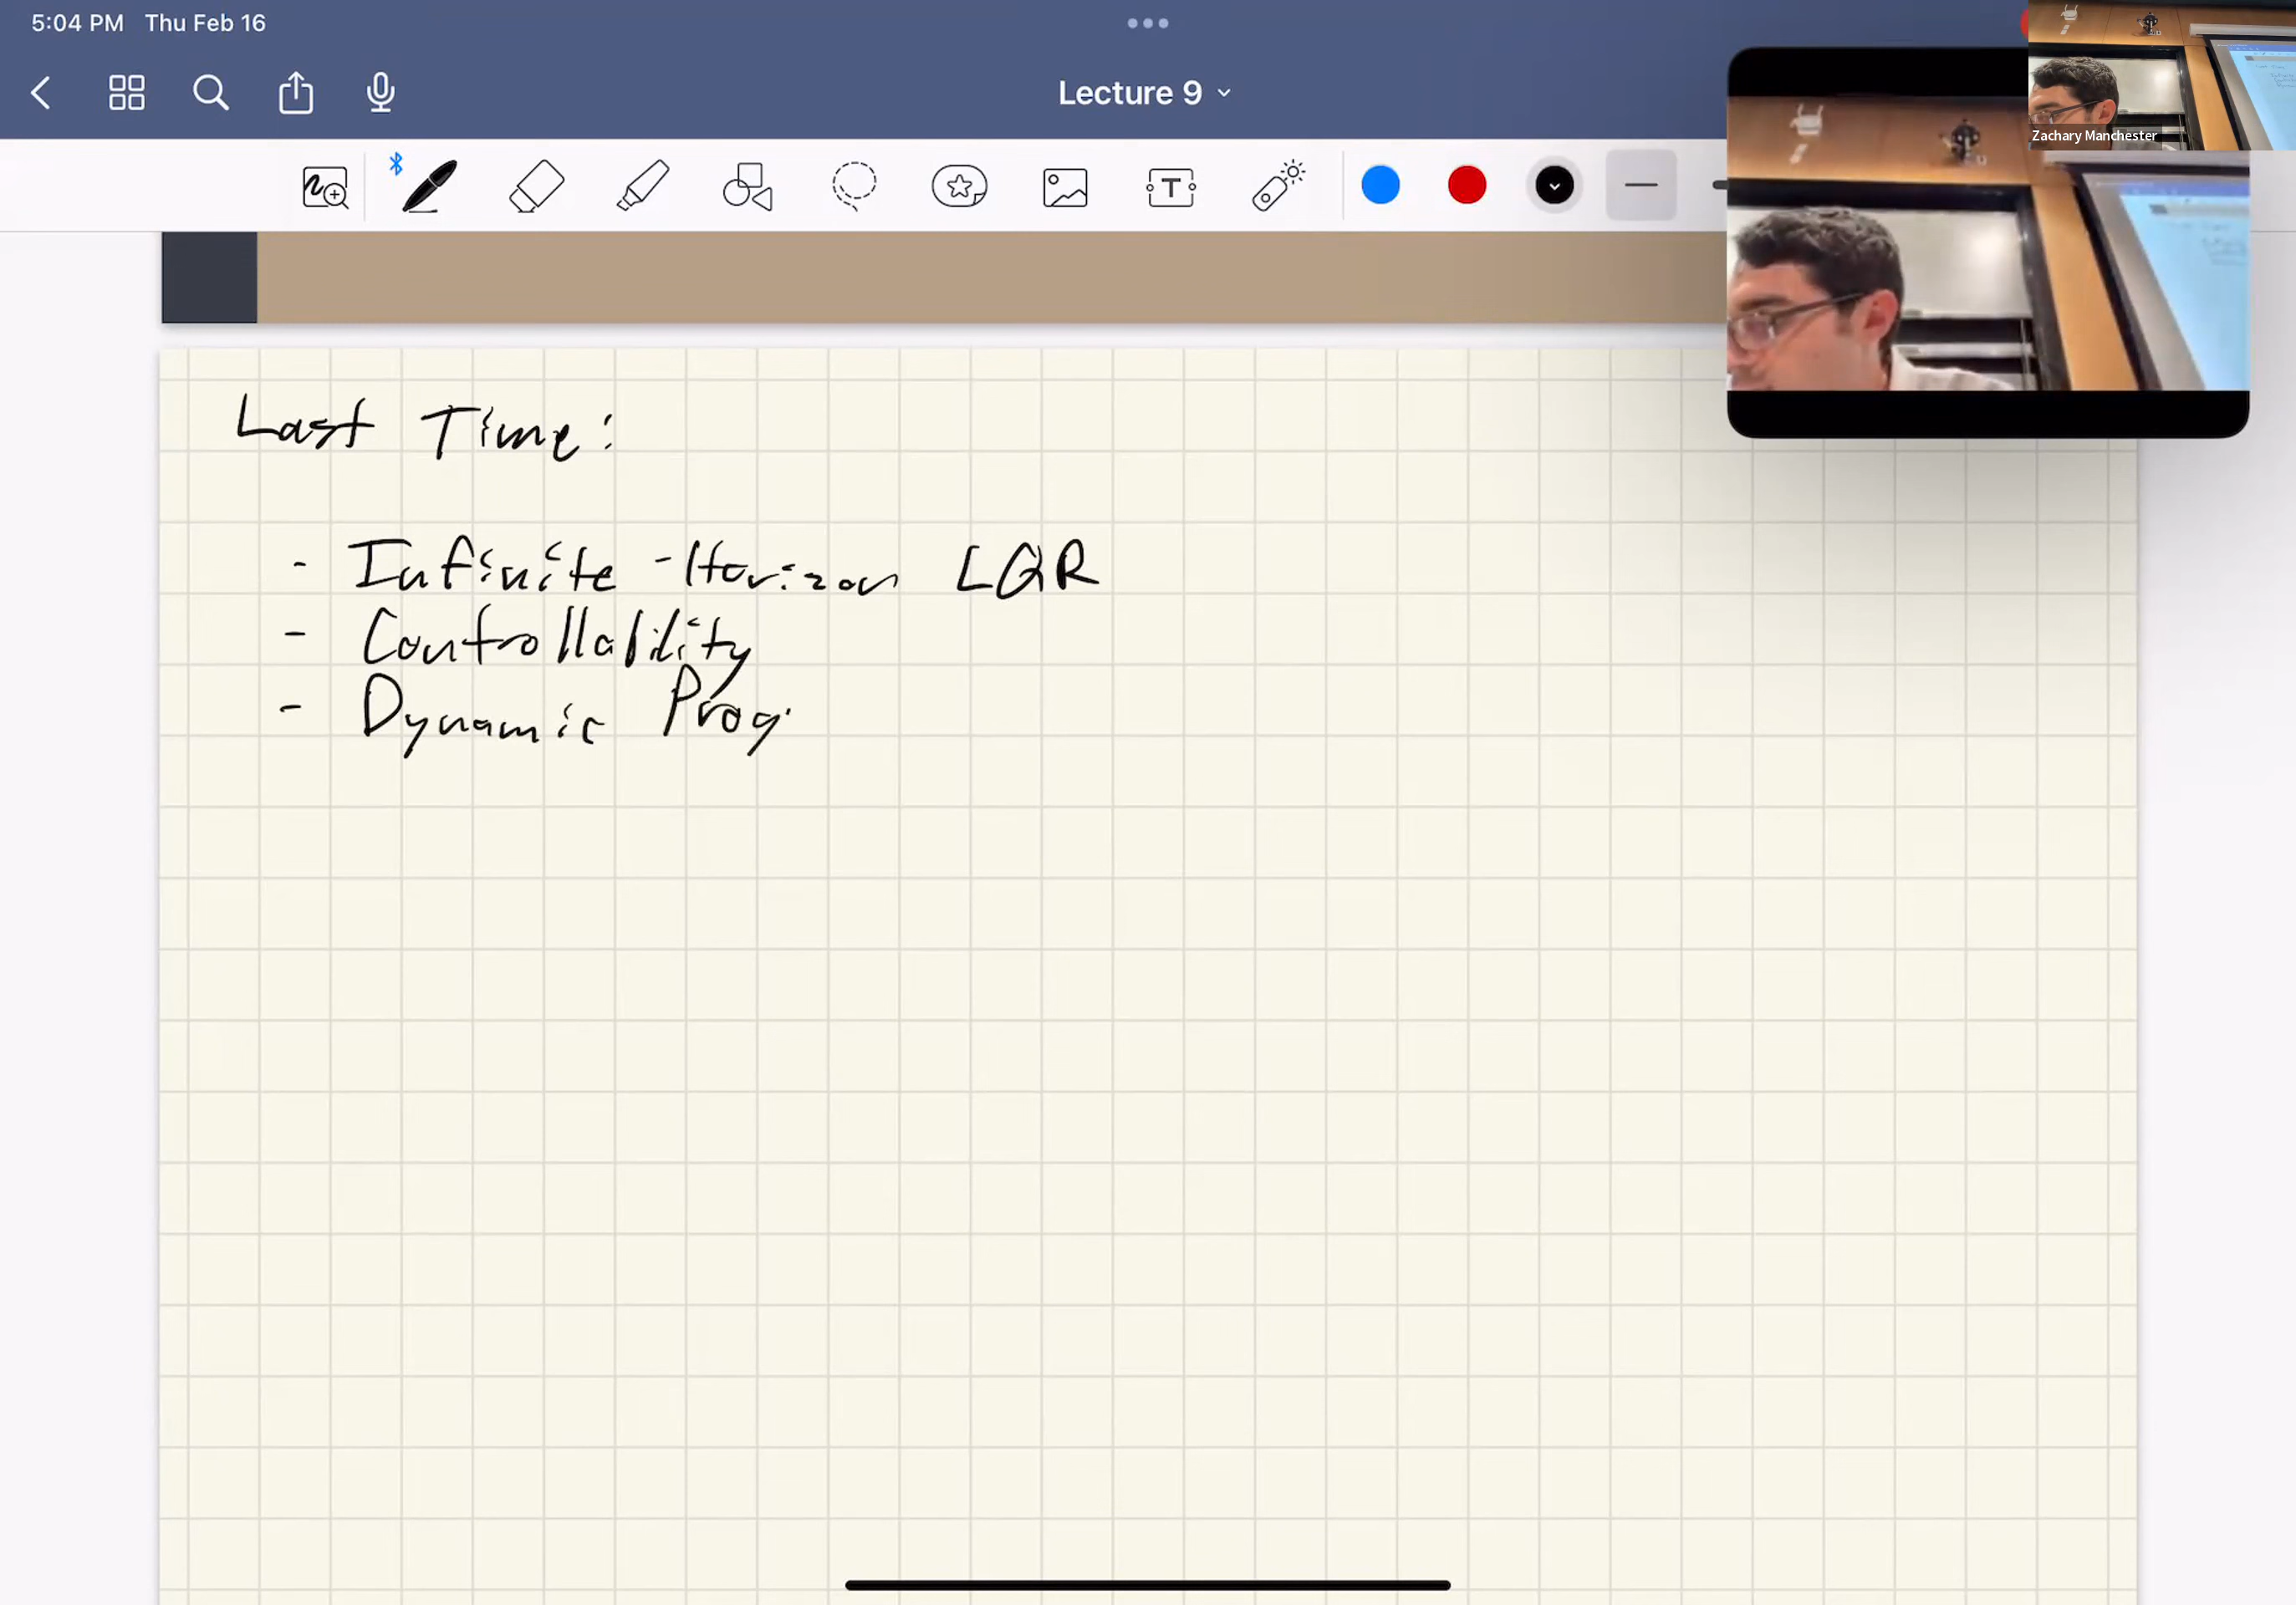 5:04 PM Thu Feb 16
Lecture 9
T
Zachary Manchester
Last Time:
- Infinite-Horizon LQR
- Controllability
- Dynamic Prog